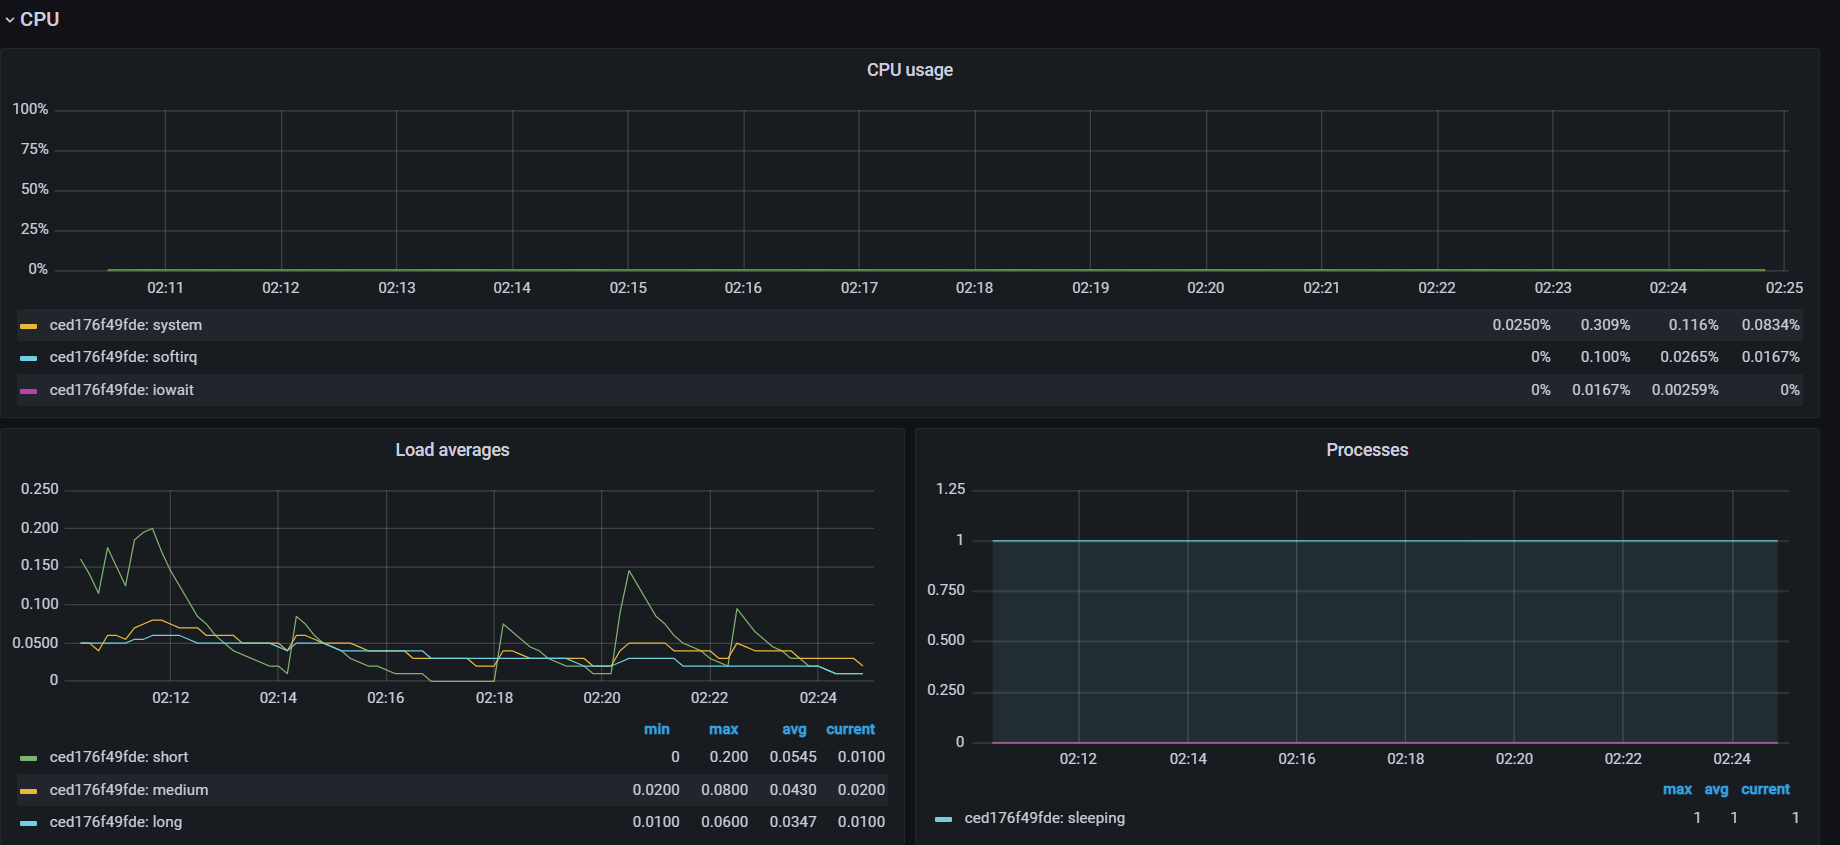 CPU
CPU usage
100%
75%
50%
25%
0%
02:11 02:12 02:13 02:14 02:15 02:16 02:17 02:18 02:19 02:20 02:21 02:22 02:23 02:24 02:25
ced176f49fde: system 0.0250% 0.309% 0.116% 0.0834%
ced176f49fde: softirq 0% 0.100% 0.0265% 0.0167%
ced176f49fde: iowait 0% 0.0167% 0.00259% 0%
Load averages
0.250
0.200
0.150
0.100
0.0500
0
02:12 02:14 02:16 02:18 02:20 02:22 02:24
min max avg current
ced176f49fde: short 0 0.200 0.0545 0.0100
ced176f49fde: medium 0.0200 0.0800 0.0430 0.0200
ced176f49fde: long 0.0100 0.0600 0.0347 0.0100
Processes
1.25
1
0.750
0.500
0.250
0
02:12 02:14 02:16 02:18 02:20 02:22 02:24
max avg current
ced176f49fde: sleeping 1 1 1